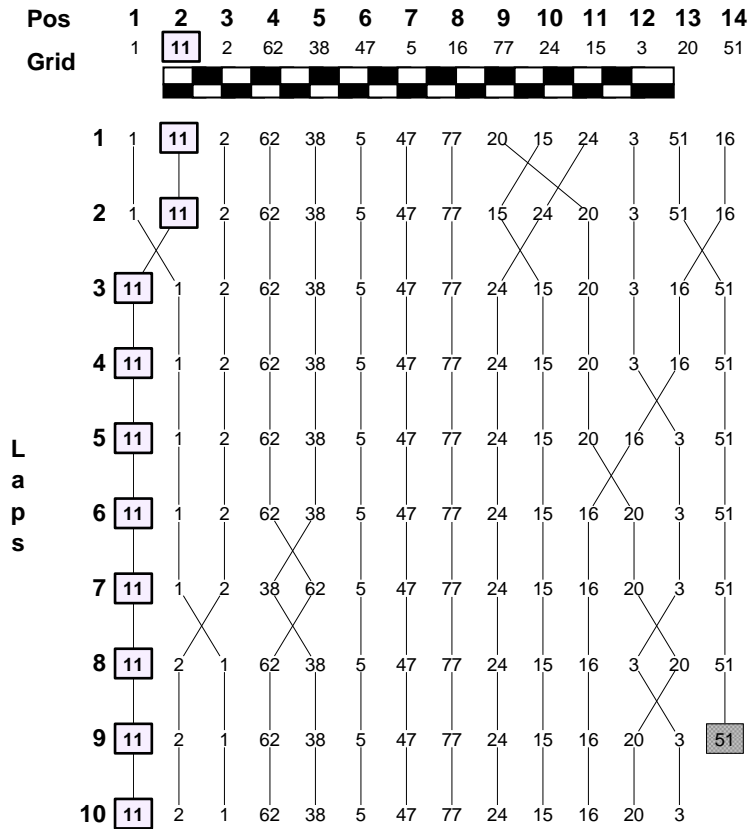 Pos 1 2 3 4 5 6 7 8 9 10 11 12 13 14
Grid 1 11 2 62 38 47 5 16 77 24 15 3 20 51
Laps
1 1 11 2 62 38 5 47 77 20 15 24 3 51 16
2 1 11 2 62 38 5 47 77 15 24 20 3 51 16
3 11 1 2 62 38 5 47 77 24 15 20 3 16 51
4 11 1 2 62 38 5 47 77 24 15 20 3 16 51
5 11 1 2 62 38 5 47 77 24 15 20 16 3 51
6 11 1 2 62 38 5 47 77 24 15 16 20 3 51
7 11 1 2 38 62 5 47 77 24 15 16 20 3 51
8 11 2 1 62 38 5 47 77 24 15 16 3 20 51
9 11 2 1 62 38 5 47 77 24 15 16 20 3 51
10 11 2 1 62 38 5 47 77 24 15 16 20 3